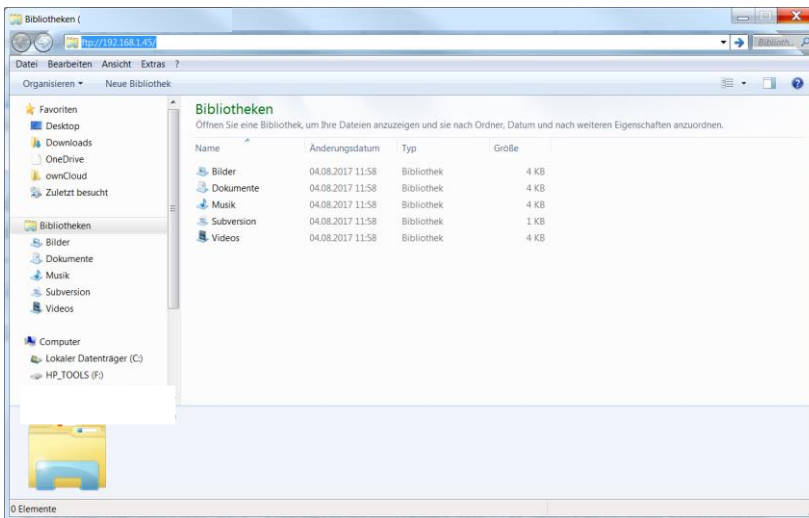 Bibliotheken (
ftp://192.168.1.45/
Biblioth...
Datei Bearbeiten Ansicht Extras ?
Organisieren Neue Bibliothek
Favoriten
Desktop
Downloads
OneDrive
ownCloud
Zuletzt besucht
Bibliotheken
Bilder
Dokumente
Musik
Subversion
Videos
Computer
Lokaler Datenträger (C:)
HP_TOOLS (F:)
Bibliotheken
Öffnen Sie eine Bibliothek, um Ihre Dateien anzuzeigen und sie nach Ordner, Datum und nach weiteren Eigenschaften anzuordnen.
Name Änderungsdatum Typ Größe
Bilder 04.08.2017 11:58 Bibliothek 4 KB
Dokumente 04.08.2017 11:58 Bibliothek 4 KB
Musik 04.08.2017 11:58 Bibliothek 4 KB
Subversion 04.08.2017 11:58 Bibliothek 1 KB
Videos 04.08.2017 11:58 Bibliothek 4 KB
0 Elemente